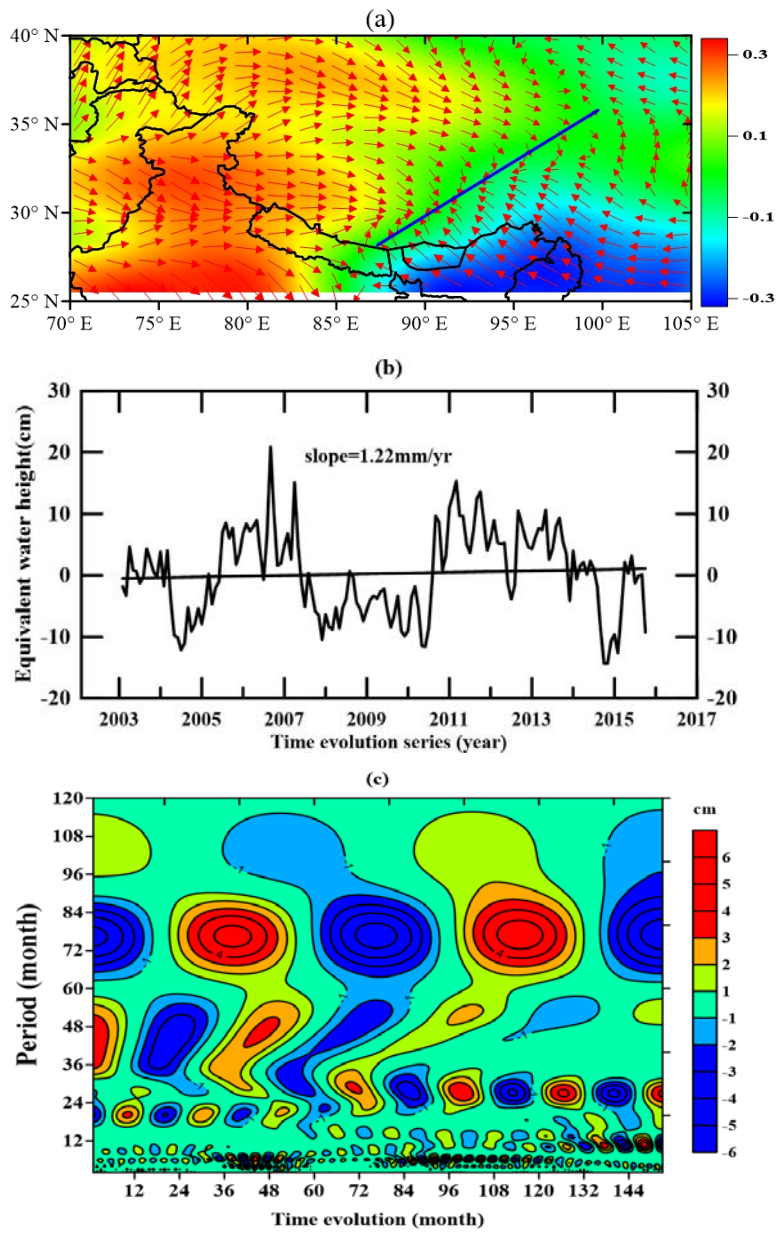 (a)
40° N
35° N
30° N
25° N
70° E 75° E 80° E 85° E 90° E 95° E 100° E 105° E
0.3
0.1
-0.1
-0.3
(b)
Equivalent water height(cm)
30 30
20 20
10 10
0 0
-10 -10
-20 -20
slope=1.22mm/yr
2003 2005 2007 2009 2011 2013 2015 2017
Time evolution series (year)
(c)
Period (month)
120
108
96
84
72
60
48
36
24
12
12 24 36 48 60 72 84 96 108 120 132 144
Time evolution (month)
cm
6
5
4
3
2
1
-1
-2
-3
-4
-5
-6